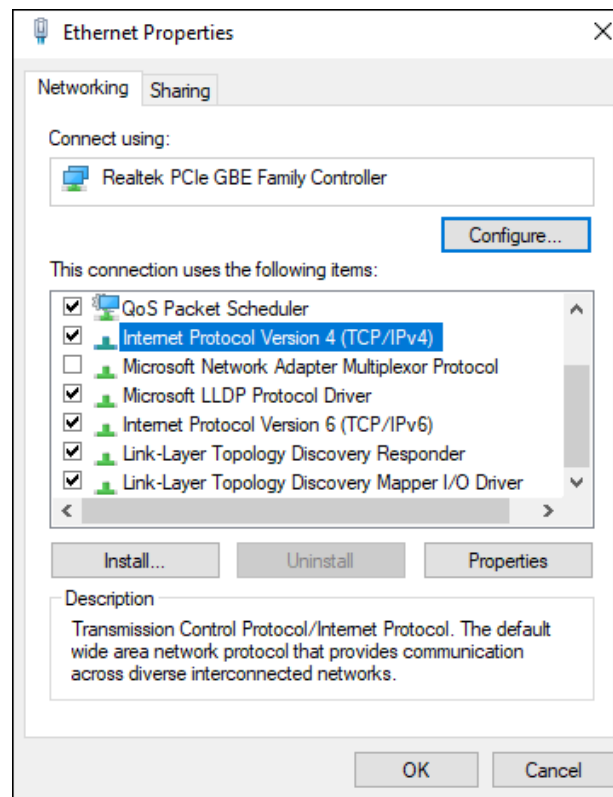 Ethernet Properties
Networking
Sharing
Connect using:
Realtek PCIe GBE Family Controller
Configure...
This connection uses the following items:
QoS Packet Scheduler
Internet Protocol Version 4 (TCP/IPv4)
Microsoft Network Adapter Multiplexor Protocol
Microsoft LLDP Protocol Driver
Internet Protocol Version 6 (TCP/IPv6)
Link-Layer Topology Discovery Responder
Link-Layer Topology Discovery Mapper I/O Driver
Install...
Uninstall
Properties
Description
Transmission Control Protocol/Internet Protocol. The default
wide area network protocol that provides communication
across diverse interconnected networks.
OK
Cancel